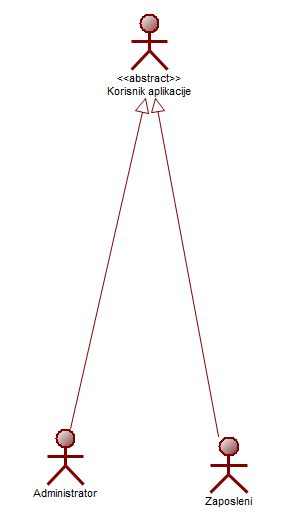 <<abstract>>
Korisnik aplikacije
Administrator
Zaposleni